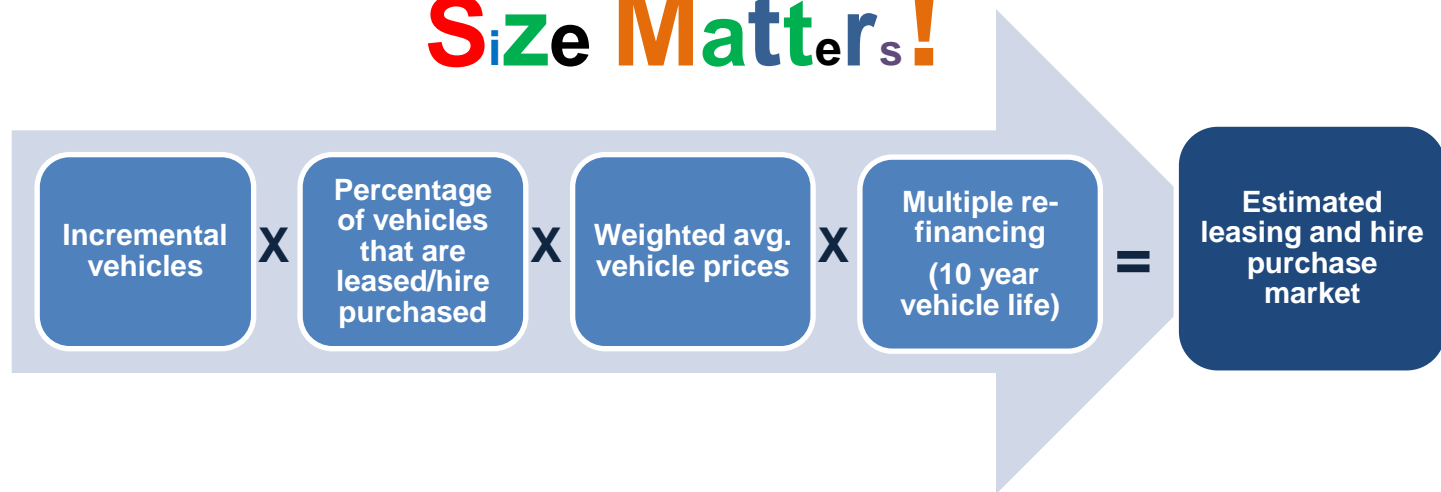 Size Matters!
Incremental
vehicles
X
Percentage
of vehicles
that are
leased/hire
purchased
X
Weighted avg.
vehicle prices
X
Multiple re-
financing
(10 year
vehicle life)
=
Estimated
leasing and hire
purchase
market